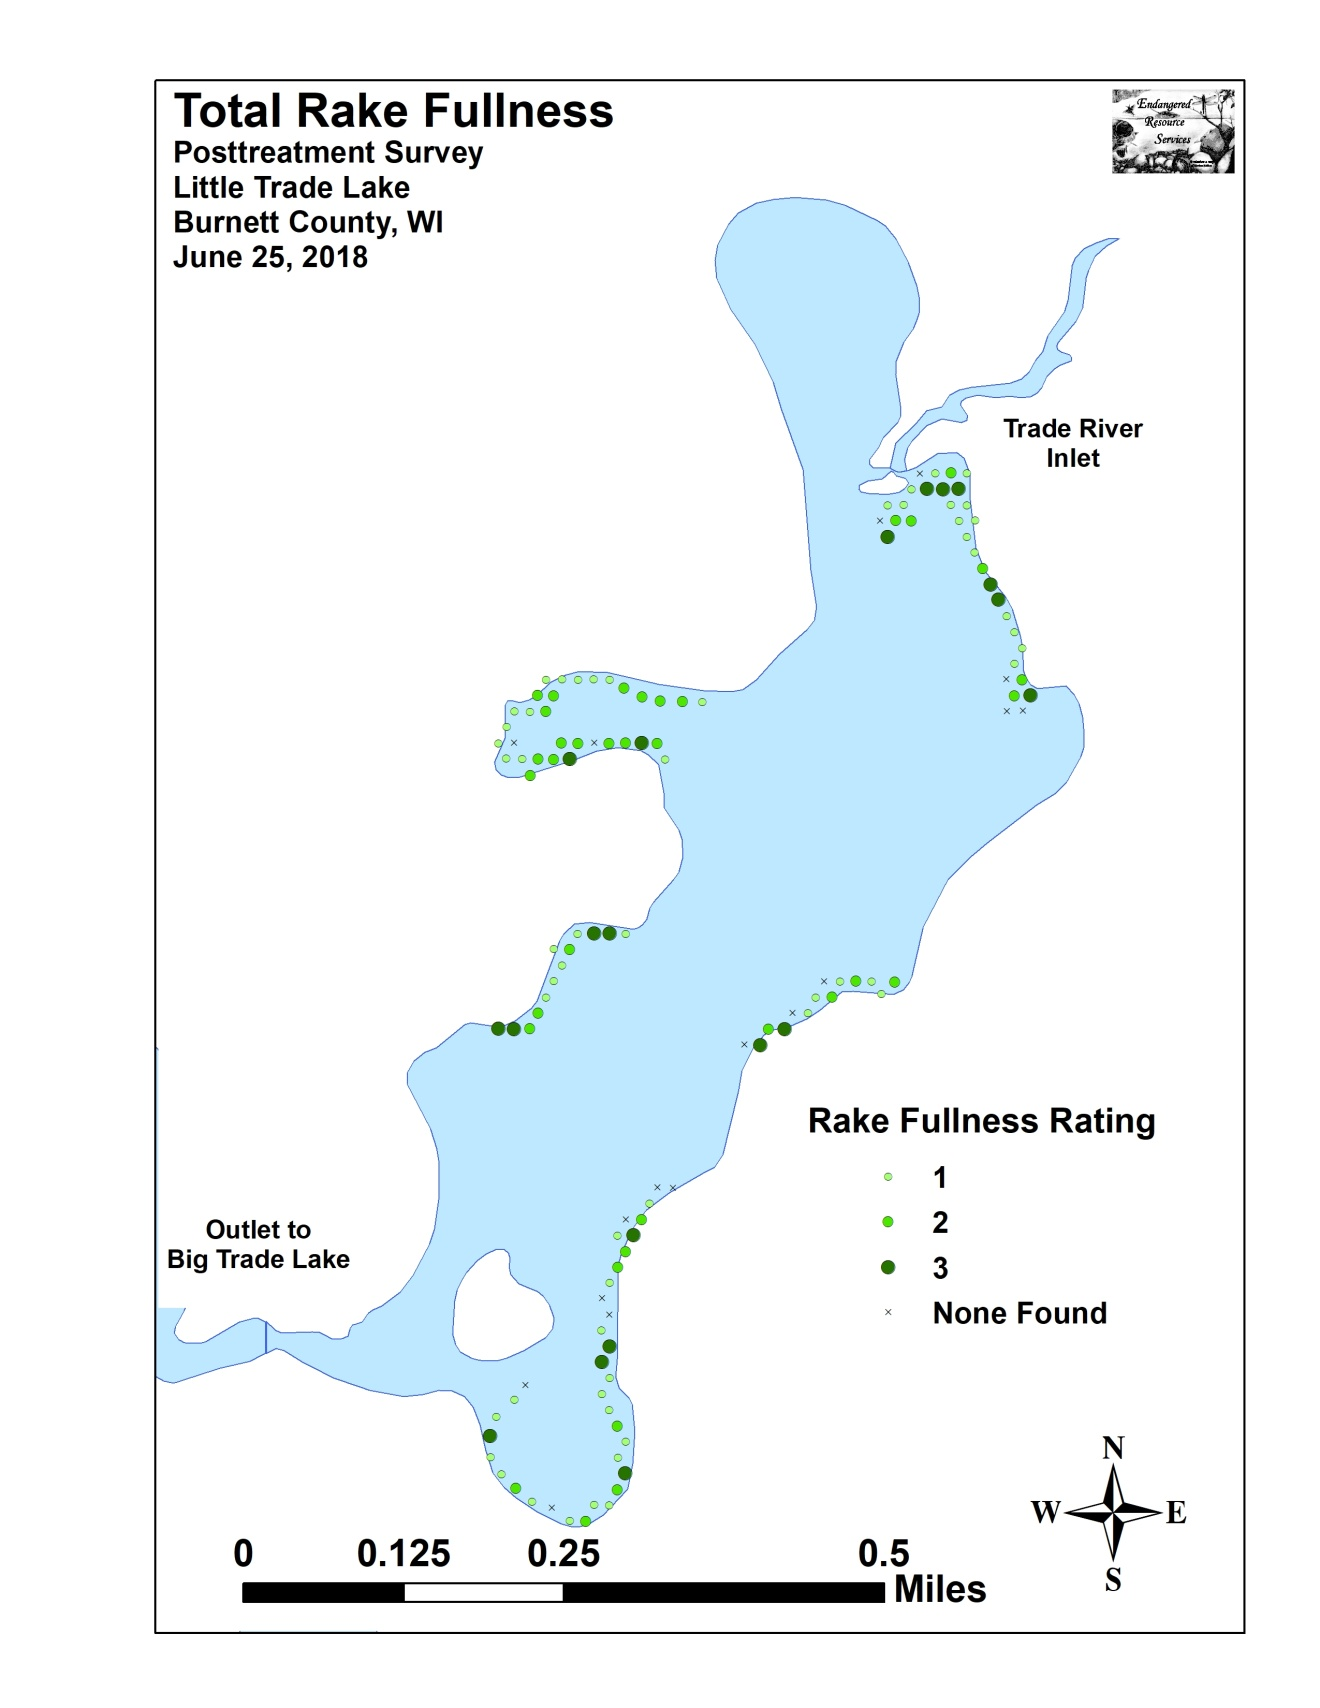 Total Rake Fullness
Posttreatment Survey
Little Trade Lake
Burnett County, WI
June 25, 2018
Endangered
Resource
Services
Trade River
Inlet
Rake Fullness Rating
1
2
3
None Found
Outlet to
Big Trade Lake
N
W E
S
0 0.125 0.25 0.5
Miles